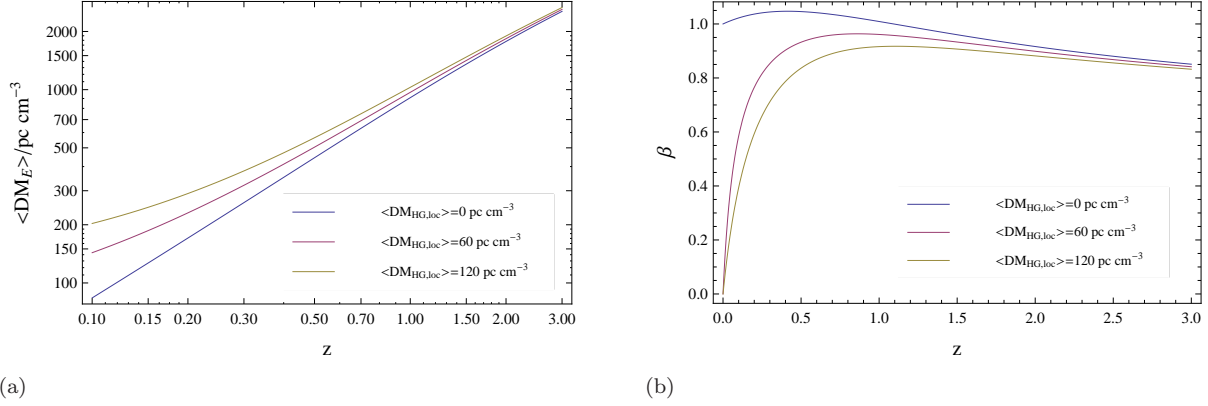 <DM_E>/pc cm⁻³
2000
1500
1000
700
500
300
200
150
100
<DM_HG,loc>=0 pc cm⁻³
<DM_HG,loc>=60 pc cm⁻³
<DM_HG,loc>=120 pc cm⁻³
0.10 0.15 0.20 0.30 0.50 0.70 1.00 1.50 2.00 3.00
z
(a)
β
1.0
0.8
0.6
0.4
0.2
0.0
<DM_HG,loc>=0 pc cm⁻³
<DM_HG,loc>=60 pc cm⁻³
<DM_HG,loc>=120 pc cm⁻³
0.0 0.5 1.0 1.5 2.0 2.5 3.0
z
(b)